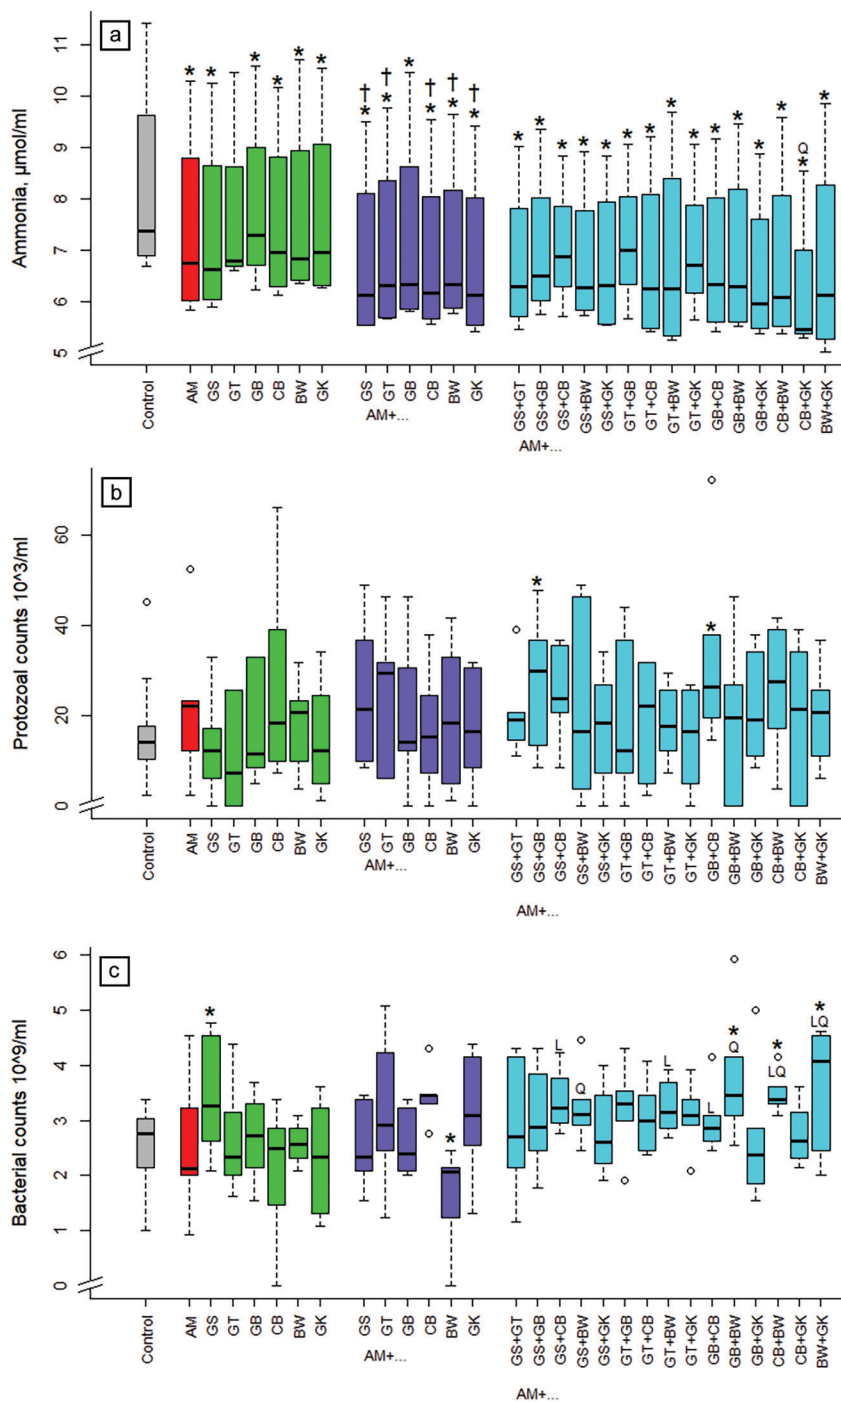 a
Ammonia, μmol/ml
11
10
9
8
7
6
5
* * * * * *
† † † † †
* * * * * *
* * * * * * * * * * * * * Q * *
Control AM GS GT GB CB BW GK GS GT GB CB BW GK GS+GT GS+GB GS+CB GS+BW GS+GK GT+GB GT+CB GT+BW GT+GK GB+CB GB+BW GB+GK CB+BW CB+GK BW+GK
AM+...
AM+...
b
Protozoal counts 10^3/ml
60
40
20
0
* *
Control AM GS GT GB CB BW GK GS GT GB CB BW GK GS+GT GS+GB GS+CB GS+BW GS+GK GT+GB GT+CB GT+BW GT+GK GB+CB GB+BW GB+GK CB+BW CB+GK BW+GK
AM+...
AM+...
c
Bacterial counts 10^9/ml
6
5
4
3
2
1
0
* * L Q L L * Q * LQ * LQ
Control AM GS GT GB CB BW GK GS GT GB CB BW GK GS+GT GS+GB GS+CB GS+BW GS+GK GT+GB GT+CB GT+BW GT+GK GB+CB GB+BW GB+GK CB+BW CB+GK BW+GK
AM+...
AM+...